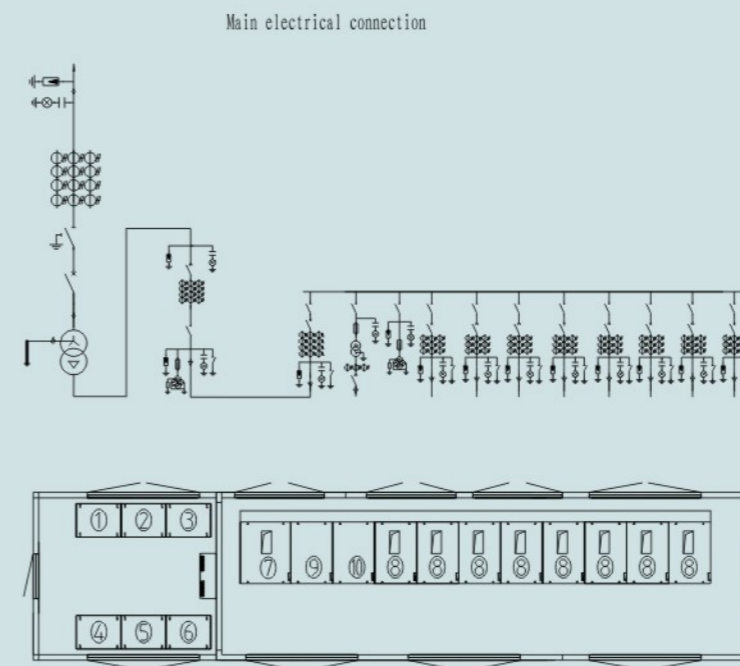 Main electrical connection
① ② ③
⑦ ⑨ ⑩ ⑧ ⑧ ⑧ ⑧ ⑧ ⑧ ⑧ ⑧
④ ⑤ ⑥